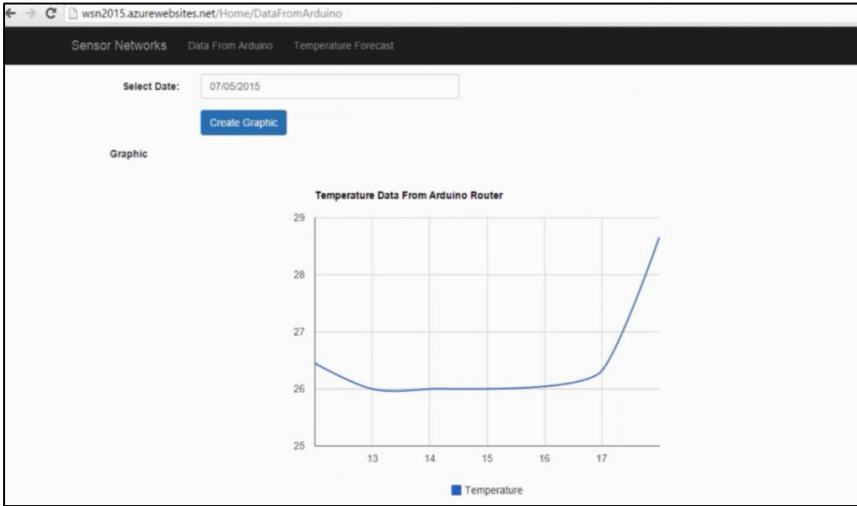 wsn2015.azurewebsites.net/Home/DataFromArduino
Sensor Networks Data From Arduino Temperature Forecast
Select Date: 07/05/2015
Create Graphic
Graphic
Temperature Data From Arduino Router
29
28
27
26
25
13 14 15 16 17
Temperature